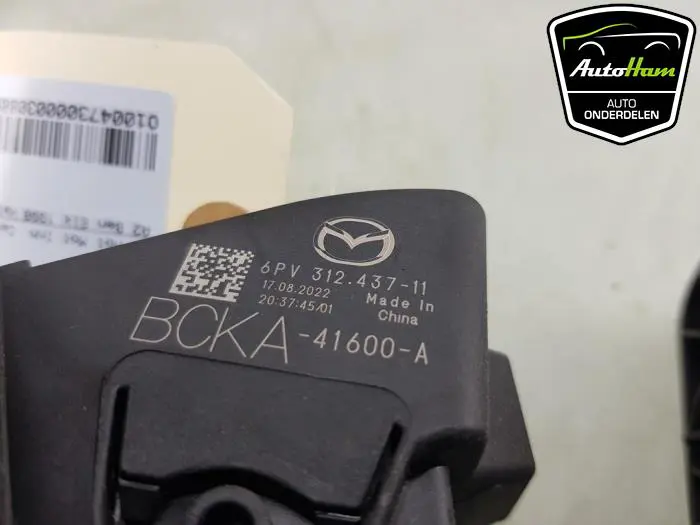 AutoHam
AUTO
ONDERDELEN
6PV 312.437-11
17.08.2022
20:37:45/01
Made In
China
BCKA -41600-A